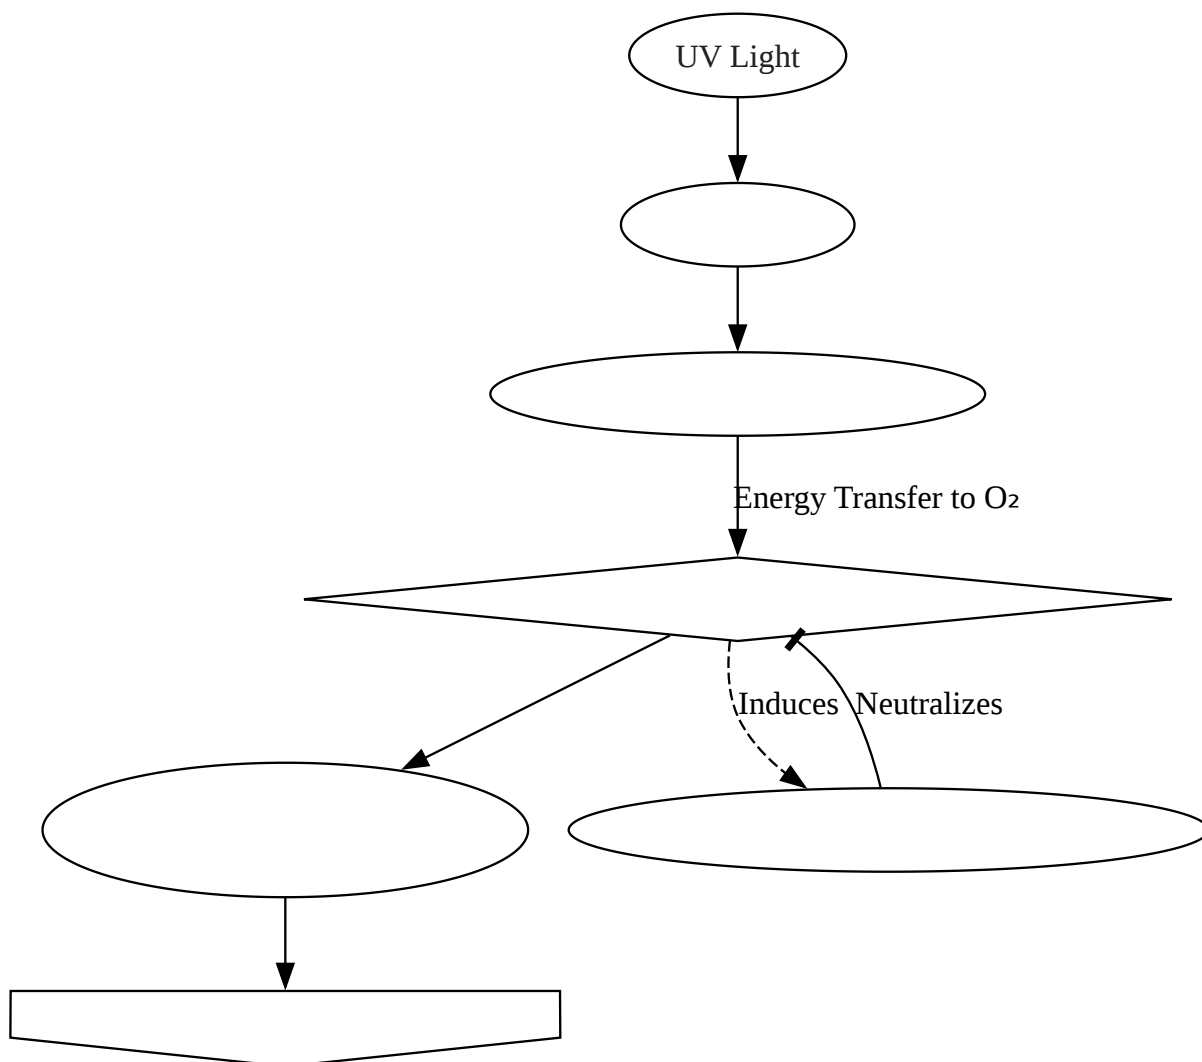 UV Light
Energy Transfer to O₂
Induces
Neutralizes